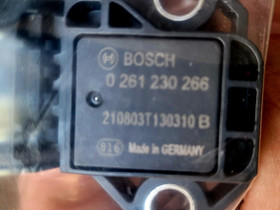 BOSCH
0 261 230 266
210803T130310 B
916 Made in GERMANY